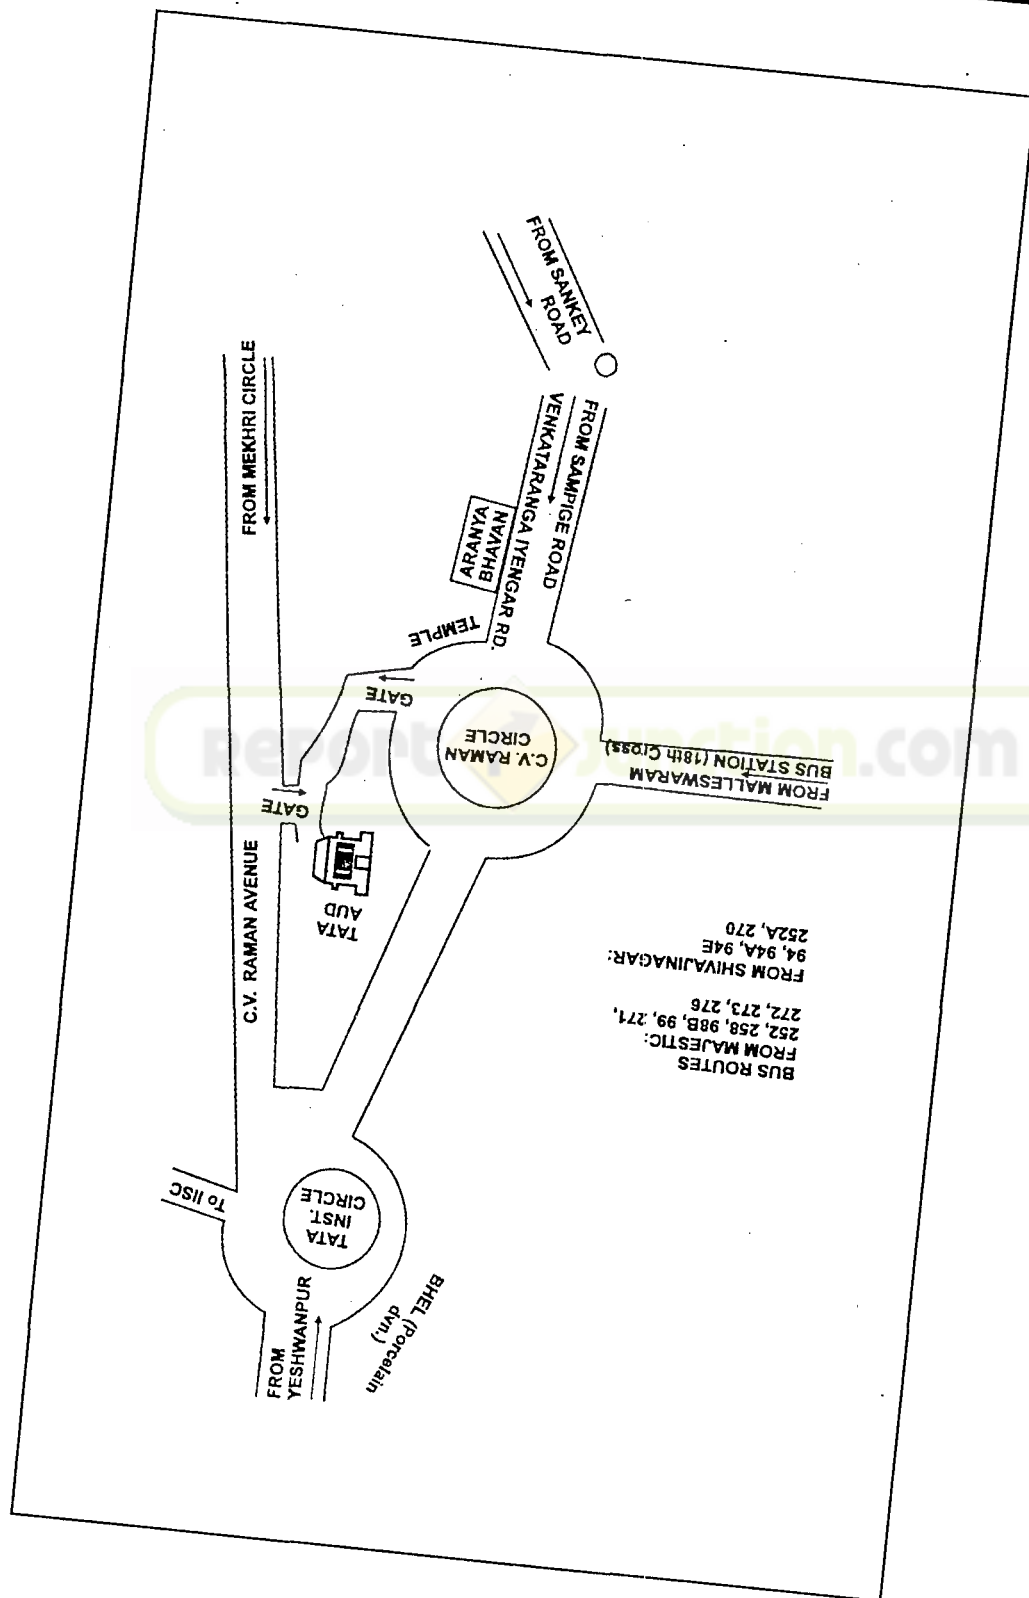 FROM SANKEY
ROAD
FROM MEKHRI CIRCLE
FROM SAMPIGE ROAD
VENKATARANGA IYENGAR RD.
ARANYA
BHAVAN
TEMPLE
GATE
C.V. RAMAN
CIRCLE
FROM MALLESWARAM
BUS STATION (18th Cross)
GATE
C.V. RAMAN AVENUE
TATA
AUD
BUS ROUTES
FROM MAJESTIC:
252, 258, 98B, 99, 271,
272, 273, 276
FROM SHIVAJINAGAR:
94, 94A, 94E
252A, 270
To IISC
TATA
INST.
CIRCLE
FROM
YESHWANPUR
BHEL (Porcelain
dvn.)
ReportJunction.com